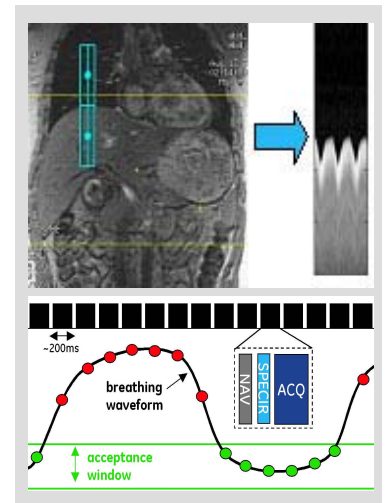 ~200ms
breathing
waveform
NAV
SPECIR
ACQ
acceptance
window